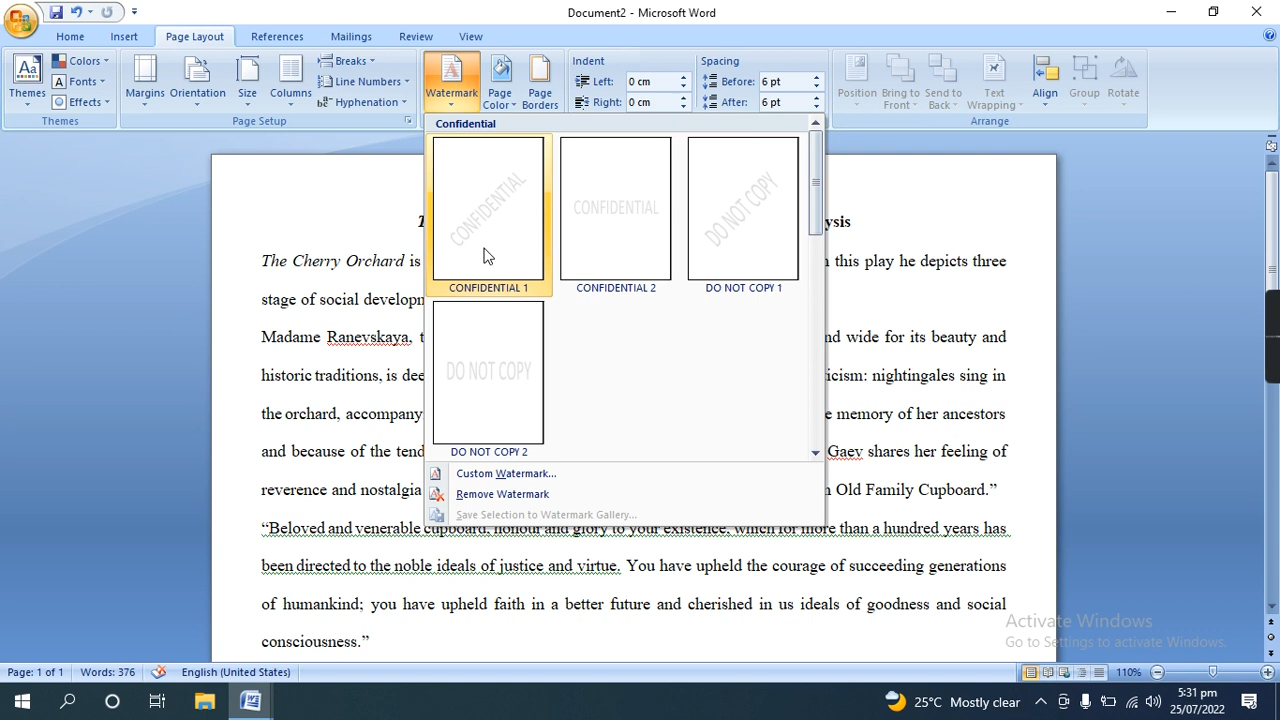 Document2 - Microsoft Word
Home Insert Page Layout References Mailings Review View
Themes
Colors
Fonts
Effects
Themes
Margins
Orientation
Size
Columns
Breaks
Line Numbers
Hyphenation
Page Setup
Watermark
Page Color
Page Borders
Indent
Left: 0 cm
Right: 0 cm
Spacing
Before: 6 pt
After: 6 pt
Position
Bring to Front
Send to Back
Text Wrapping
Align
Group
Rotate
Arrange
Confidential
CONFIDENTIAL
CONFIDENTIAL
DO NOT COPY
CONFIDENTIAL 1
CONFIDENTIAL 2
DO NOT COPY 1
DO NOT COPY
DO NOT COPY 2
Custom Watermark...
Remove Watermark
Save Selection to Watermark Gallery...
The Cherry Orchard is this play he depicts three
stage of social
Madame Ranevskaya, nd wide for its beauty and
historic traditions, is nightingales sing in
the orchard, memory of her ancestors
and because of the Gaev shares her feeling of
reverence and nostalgia Old Family Cupboard.”
“Beloved and venerable cupboard, honour and glory to your existence, which for more than a hundred years has
been directed to the noble ideals of justice and virtue. You have upheld the courage of succeeding generations
of humankind; you have upheld faith in a better future and cherished in us ideals of goodness and social
consciousness.”
Activate Windows
Go to Settings to activate Windows.
Page: 1 of 1 Words: 376 English (United States) 110%
25°C Mostly clear
5:31 pm
25/07/2022